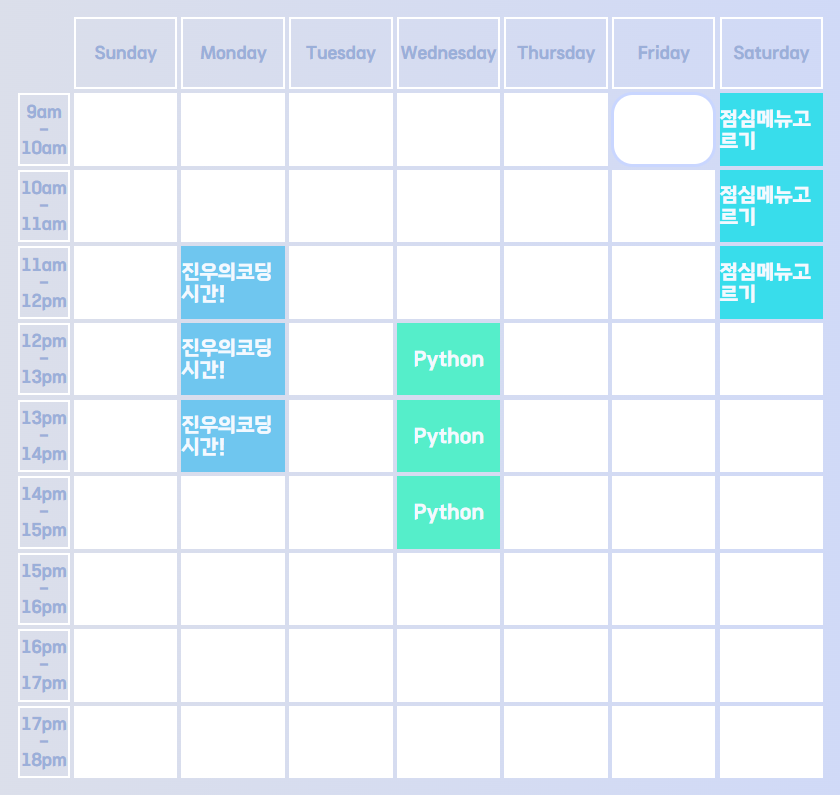 Sunday Monday Tuesday Wednesday Thursday Friday Saturday
9am
–
10am
점심메뉴고
르기
10am
–
11am
점심메뉴고
르기
11am
–
12pm
진우의코딩
시간!
점심메뉴고
르기
12pm
–
13pm
진우의코딩
시간!
Python
13pm
–
14pm
진우의코딩
시간!
Python
14pm
–
15pm
Python
15pm
–
16pm
16pm
–
17pm
17pm
–
18pm